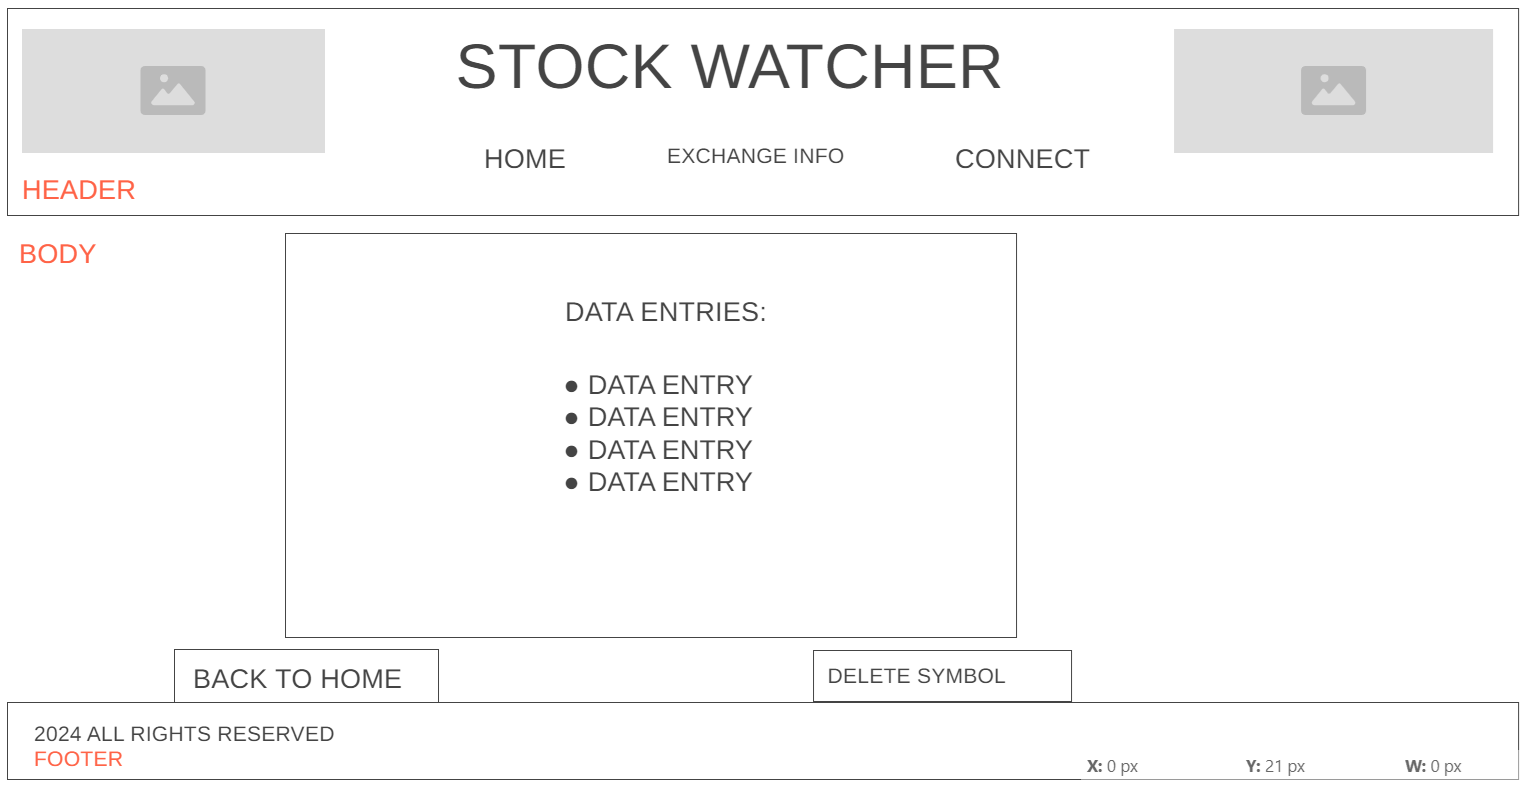 STOCK WATCHER
HOME EXCHANGE INFO CONNECT
HEADER
BODY
DATA ENTRIES:
● DATA ENTRY
● DATA ENTRY
● DATA ENTRY
● DATA ENTRY
BACK TO HOME DELETE SYMBOL
2024 ALL RIGHTS RESERVED
FOOTER
X: 0 px Y: 21 px W: 0 px